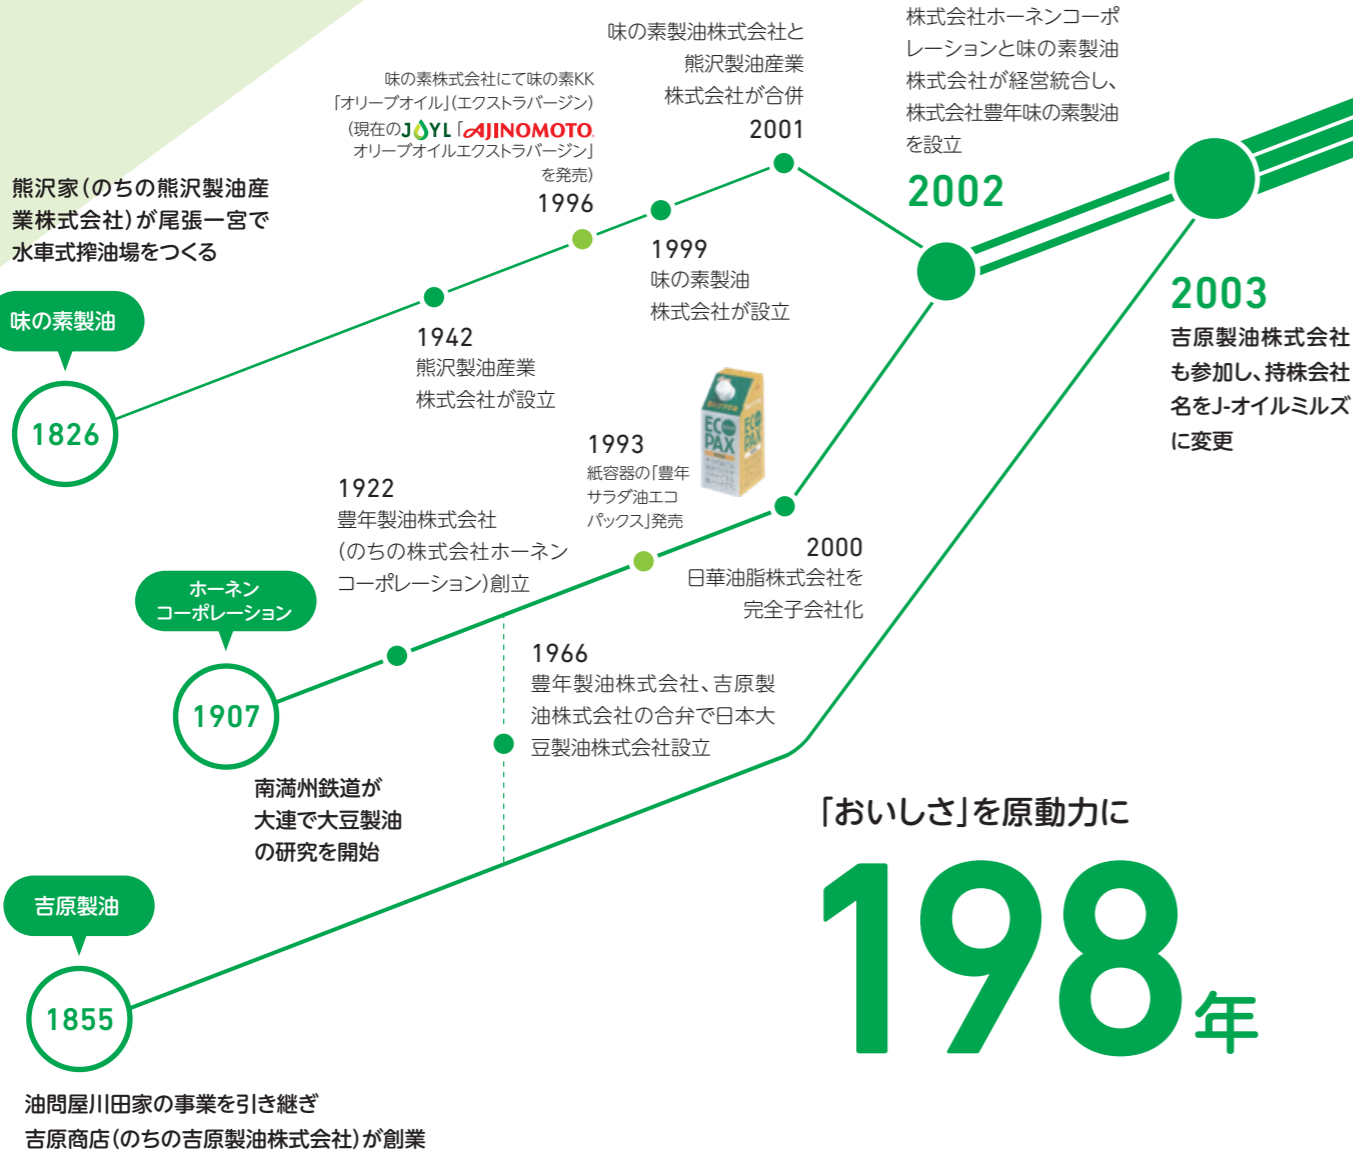 熊沢家(のちの熊沢製油産
業株式会社)が尾張一宮で
水車式搾油場をつくる
味の素製油
1826
1942
熊沢製油産業
株式会社が設立
味の素株式会社にて味の素KK
「オリーブオイル」(エクストラバージン)
(現在のJOYL「AJINOMOTO
オリーブオイルエクストラバージン」
を発売)
1996
1999
味の素製油
株式会社が設立
味の素製油株式会社と
熊沢製油産業
株式会社が合併
2001
株式会社ホーネンコーポ
レーションと味の素製油
株式会社が経営統合し、
株式会社豊年味の素製油
を設立
2002
2003
吉原製油株式会社
も参加し、持株会社
名をJ-オイルミルズ
に変更
ホーネン
コーポレーション
1907
南満州鉄道が
大連で大豆製油
の研究を開始
1922
豊年製油株式会社
(のちの株式会社ホーネン
コーポレーション)創立
1966
豊年製油株式会社、吉原製
油株式会社の合弁で日本大
豆製油株式会社設立
1993
紙容器の「豊年
サラダ油エコ
パックス」発売
ECO
PAX
2000
日華油脂株式会社を
完全子会社化
吉原製油
1855
油問屋川田家の事業を引き継ぎ
吉原商店(のちの吉原製油株式会社)が創業
「おいしさ」を原動力に
198年